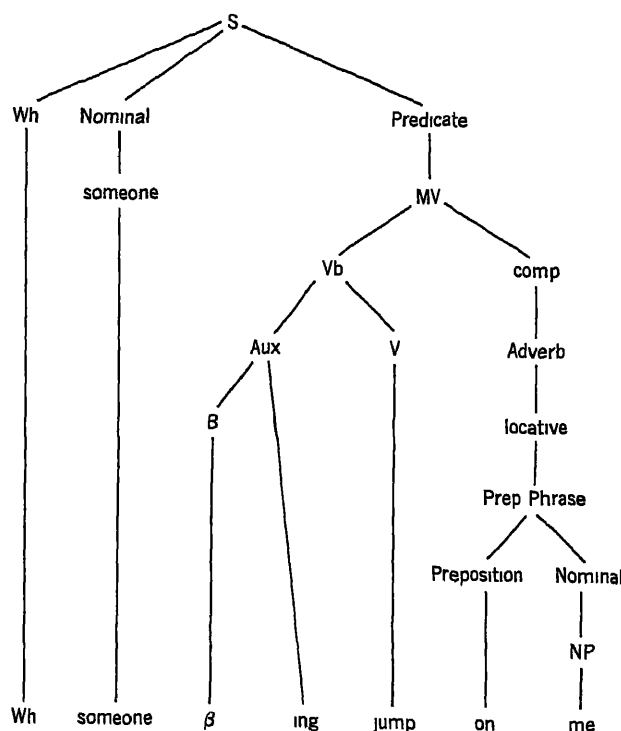 S
Wh Nominal Predicate
someone
MV
Vb comp
Aux V Adverb
B locative
Prep Phrase
Preposition Nominal
NP
Wh someone β ing jump on me